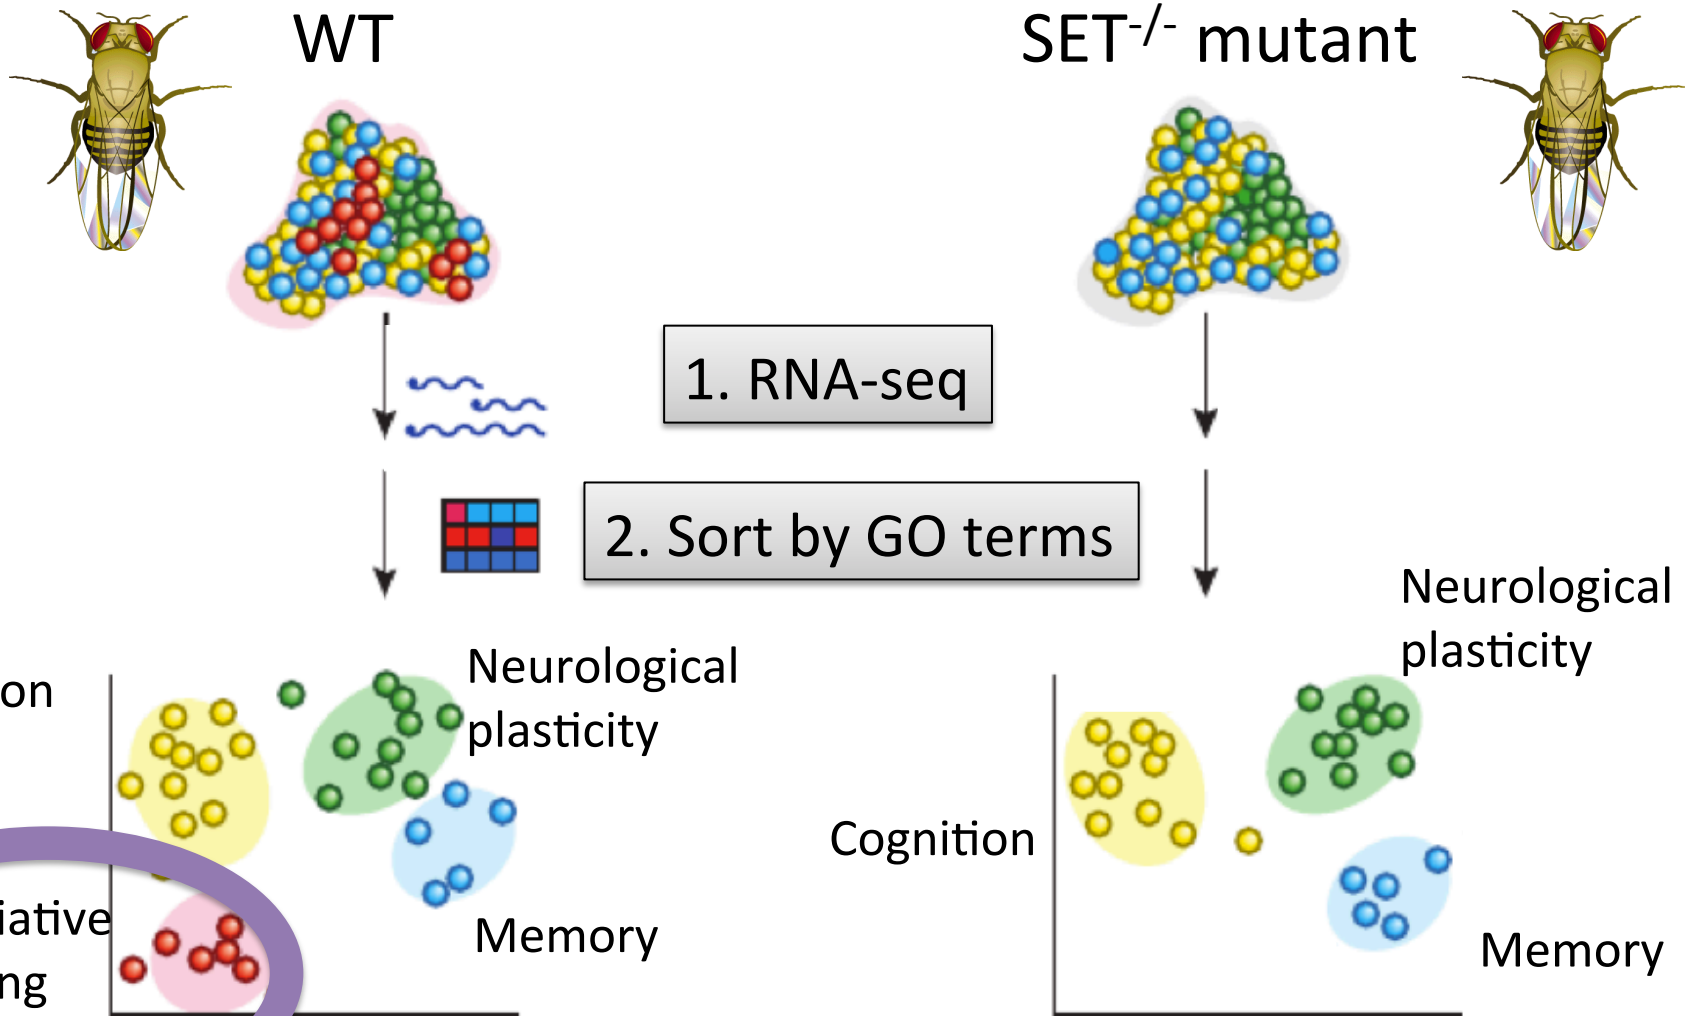 WT
SET-/- mutant
1. RNA-seq
2. Sort by GO terms
Neurological
plasticity
on
Neurological
plasticity
Cognition
iative
ng
Memory
Memory